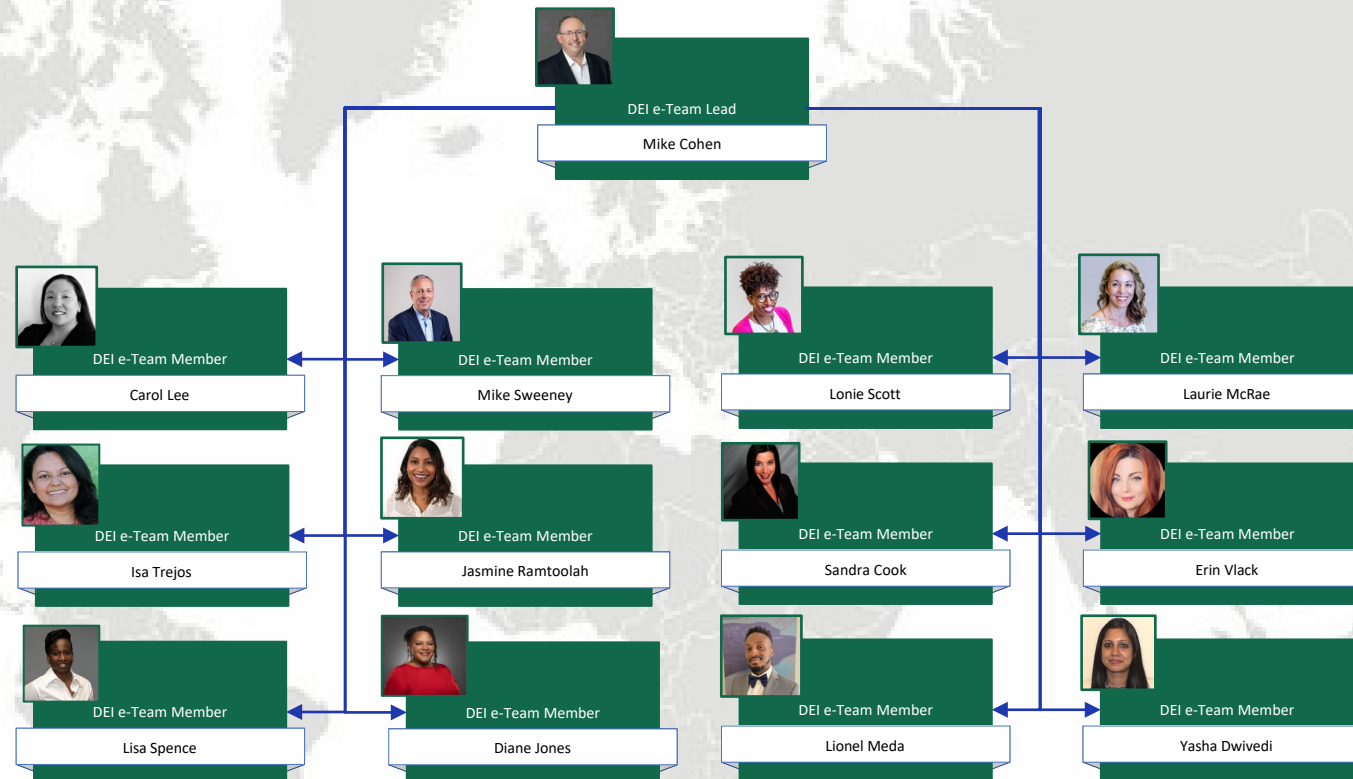 DEI e-Team Lead
Mike Cohen
DEI e-Team Member
Carol Lee
DEI e-Team Member
Mike Sweeney
DEI e-Team Member
Lonie Scott
DEI e-Team Member
Laurie McRae
DEI e-Team Member
Isa Trejos
DEI e-Team Member
Jasmine Ramtoolah
DEI e-Team Member
Sandra Cook
DEI e-Team Member
Erin Vlack
DEI e-Team Member
Lisa Spence
DEI e-Team Member
Diane Jones
DEI e-Team Member
Lionel Meda
DEI e-Team Member
Yasha Dwivedi